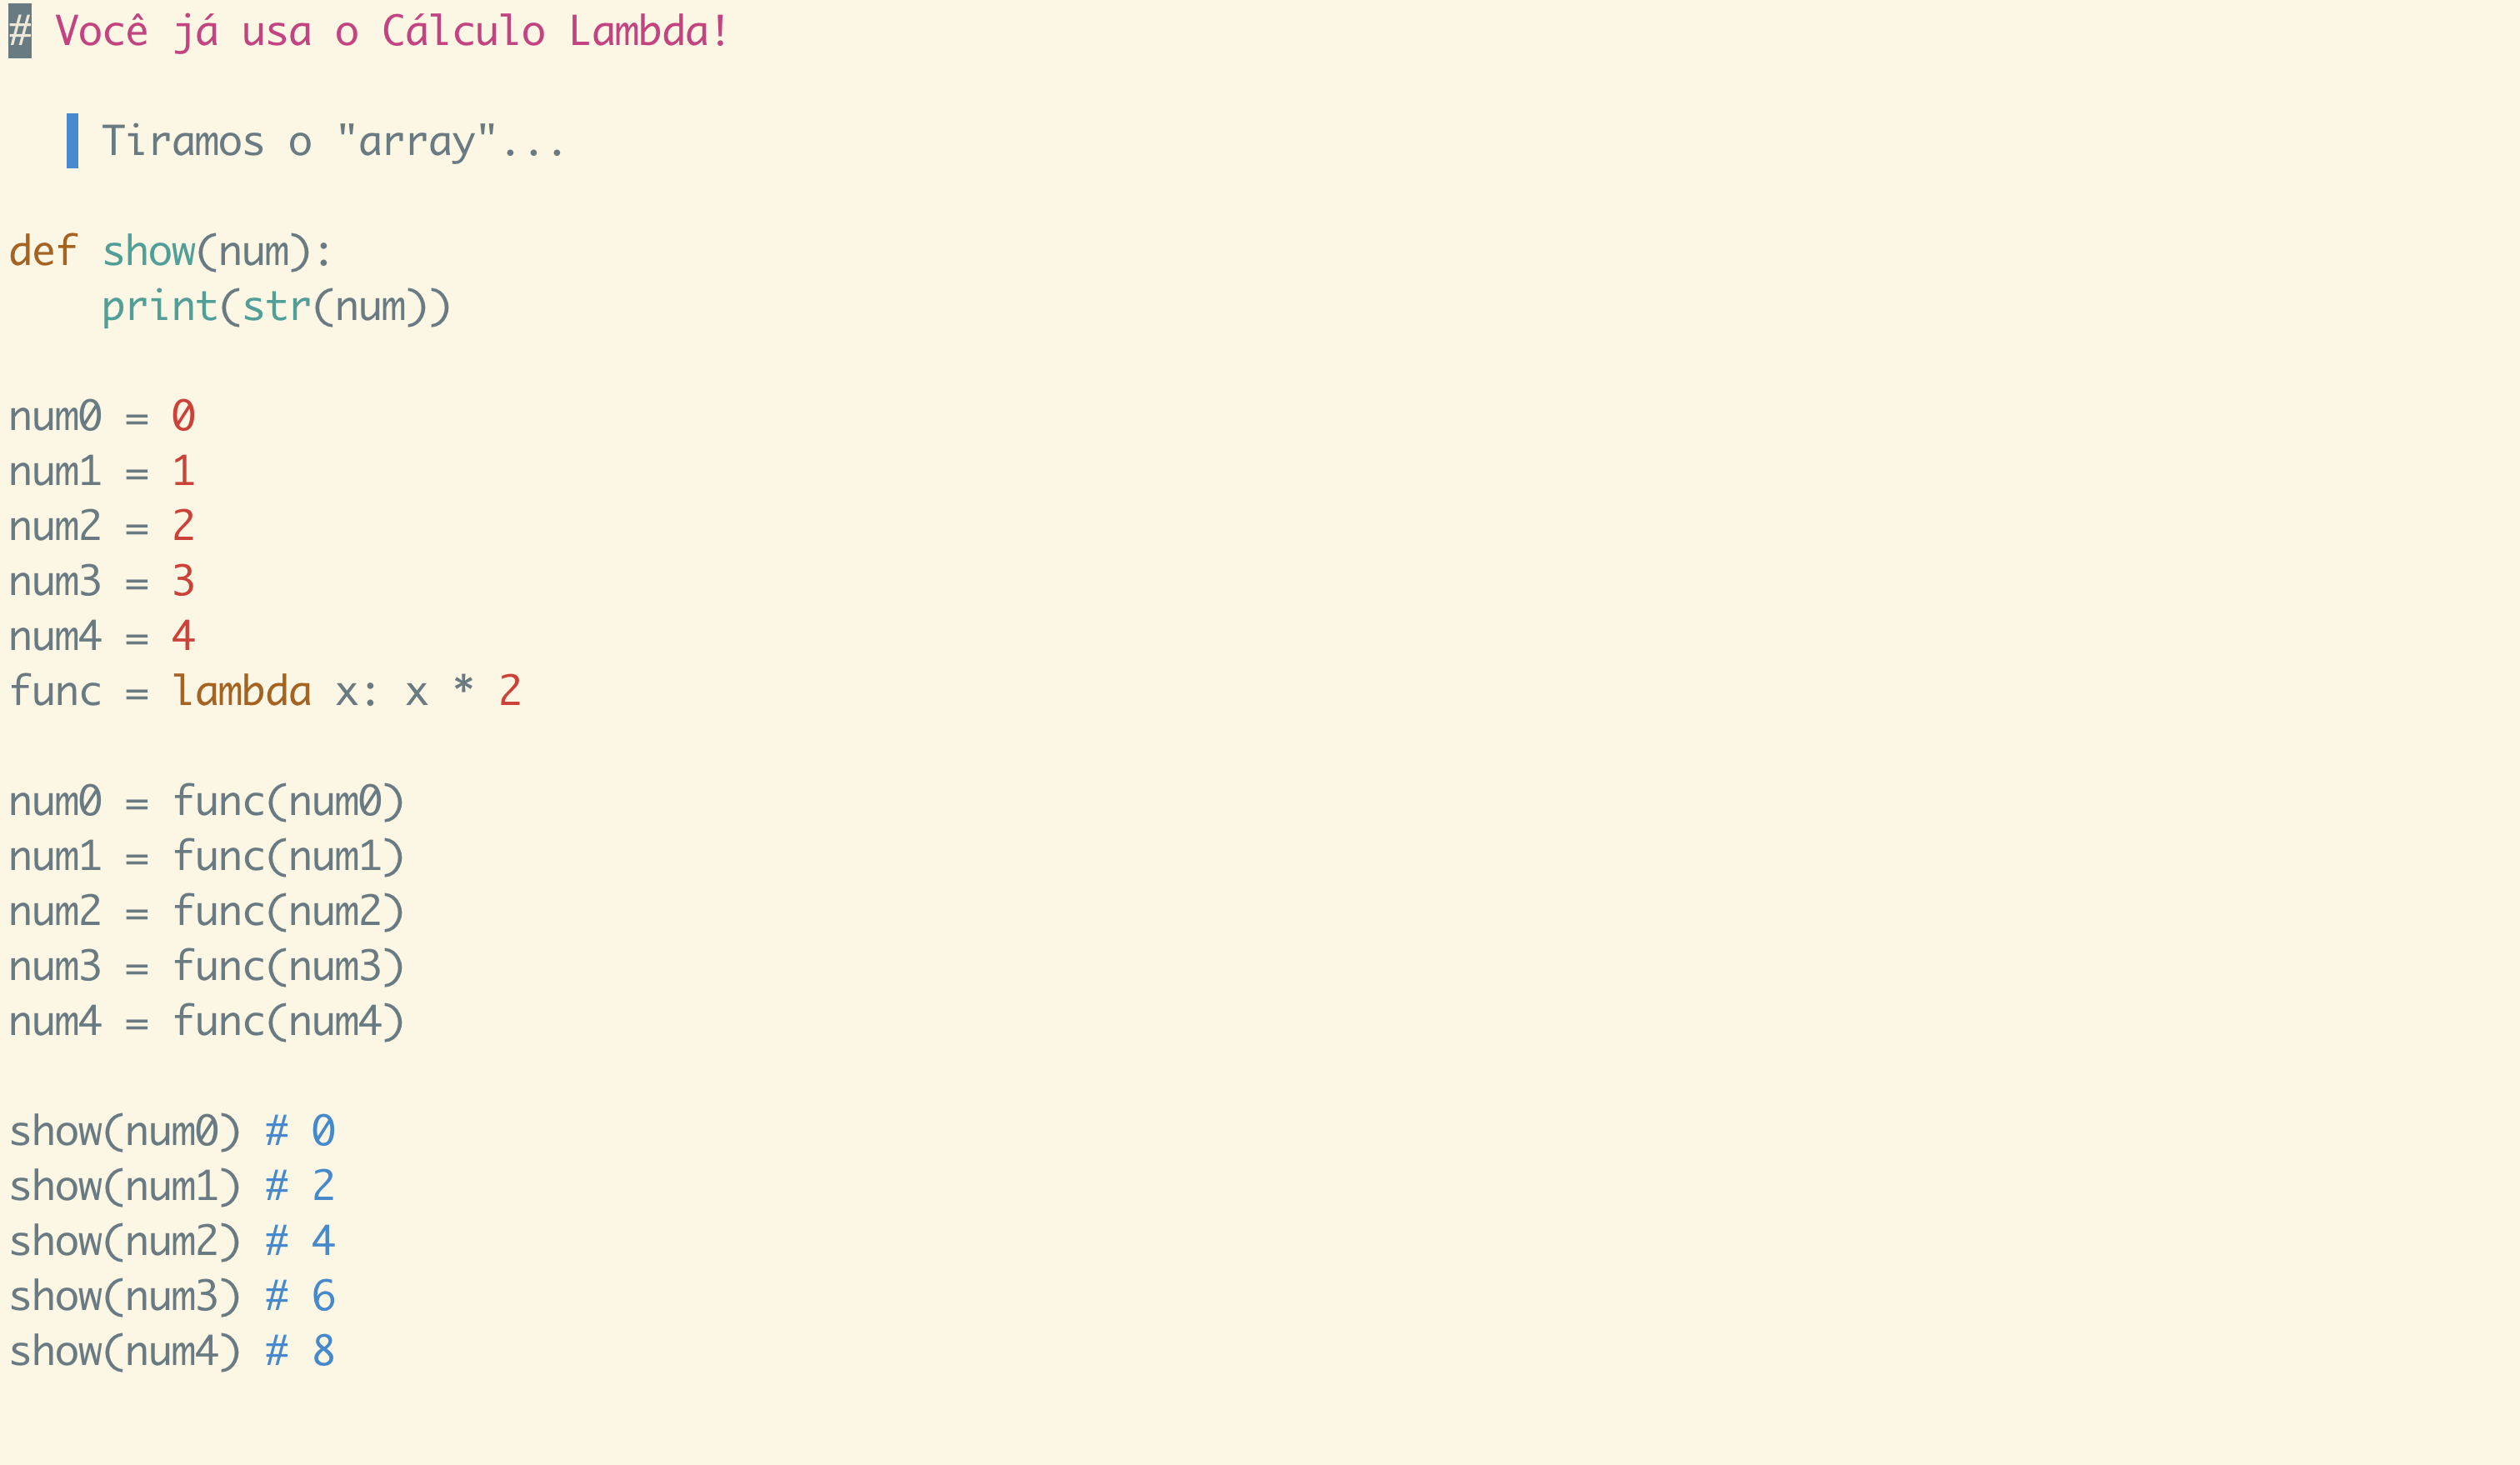 # Você já usa o Cálculo Lambda!
Tiramos o "array"...
def show(num):
    print(str(num))
num0 = 0
num1 = 1
num2 = 2
num3 = 3
num4 = 4
func = lambda x: x * 2
num0 = func(num0)
num1 = func(num1)
num2 = func(num2)
num3 = func(num3)
num4 = func(num4)
show(num0) # 0
show(num1) # 2
show(num2) # 4
show(num3) # 6
show(num4) # 8